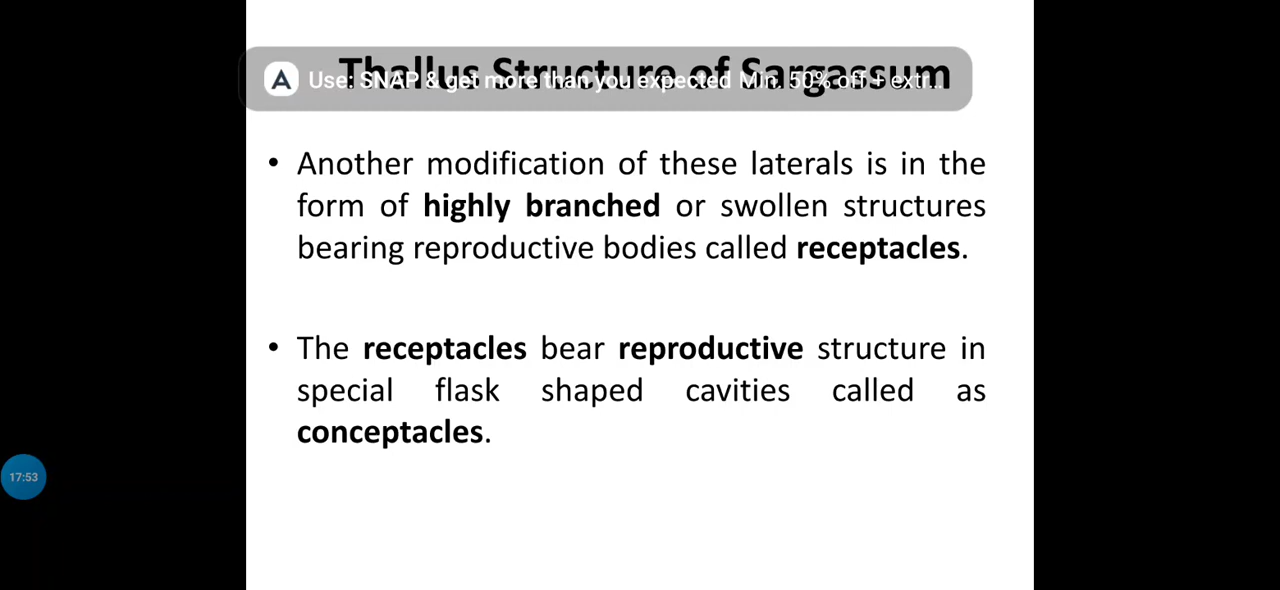 Thallus Structure of Sargassum
A Use: SNAP & get more than you expected Min. 50% off + extr...
• Another modification of these laterals is in the
form of highly branched or swollen structures
bearing reproductive bodies called receptacles.
• The receptacles bear reproductive structure in
special flask shaped cavities called as
conceptacles.
17:53